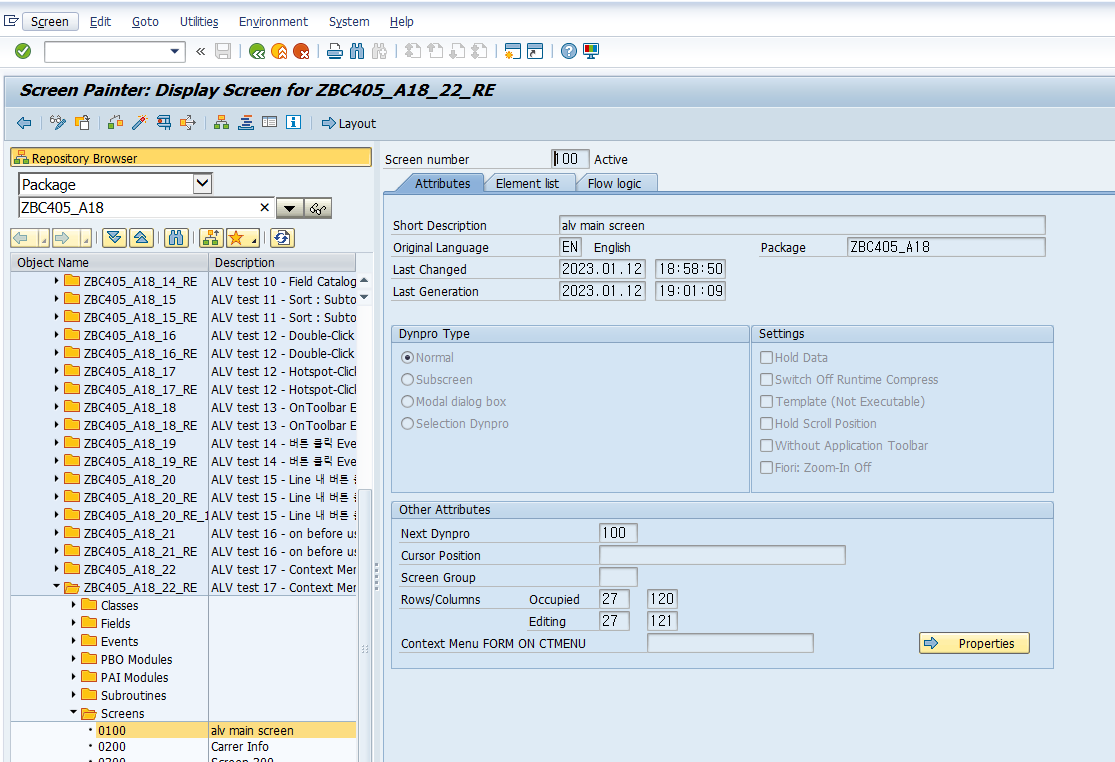 Screen Edit Goto Utilities Environment System Help
Screen Painter: Display Screen for ZBC405_A18_22_RE
Layout
Repository Browser
Package
ZBC405_A18
Object Name Description
ZBC405_A18_14_RE ALV test 10 - Field Catalog
ZBC405_A18_15 ALV test 11 - Sort : Subto
ZBC405_A18_15_RE ALV test 11 - Sort : Subto
ZBC405_A18_16 ALV test 12 - Double-Click
ZBC405_A18_16_RE ALV test 12 - Double-Click
ZBC405_A18_17 ALV test 12 - Hotspot-Clic
ZBC405_A18_17_RE ALV test 12 - Hotspot-Clic
ZBC405_A18_18 ALV test 13 - OnToolbar E
ZBC405_A18_18_RE ALV test 13 - OnToolbar E
ZBC405_A18_19 ALV test 14 - 버튼 클릭 Eve
ZBC405_A18_19_RE ALV test 14 - 버튼 클릭 Eve
ZBC405_A18_20 ALV test 15 - Line 내 버튼
ZBC405_A18_20_RE ALV test 15 - Line 내 버튼
ZBC405_A18_20_RE_1 ALV test 15 - Line 내 버튼
ZBC405_A18_21 ALV test 16 - on before us
ZBC405_A18_21_RE ALV test 16 - on before us
ZBC405_A18_22 ALV test 17 - Context Mer
ZBC405_A18_22_RE ALV test 17 - Context Mer
Classes
Fields
Events
PBO Modules
PAI Modules
Subroutines
Screens
0100 alv main screen
0200 Carrer Info
Screen number 100 Active
Attributes Element list Flow logic
Short Description alv main screen
Original Language EN English Package ZBC405_A18
Last Changed 2023.01.12 18:58:50
Last Generation 2023.01.12 19:01:09
Dynpro Type
Normal
Subscreen
Modal dialog box
Selection Dynpro
Settings
Hold Data
Switch Off Runtime Compress
Template (Not Executable)
Hold Scroll Position
Without Application Toolbar
Fiori: Zoom-In Off
Other Attributes
Next Dynpro 100
Cursor Position
Screen Group
Rows/Columns Occupied 27 120
Editing 27 121
Context Menu FORM ON CTMENU
Properties